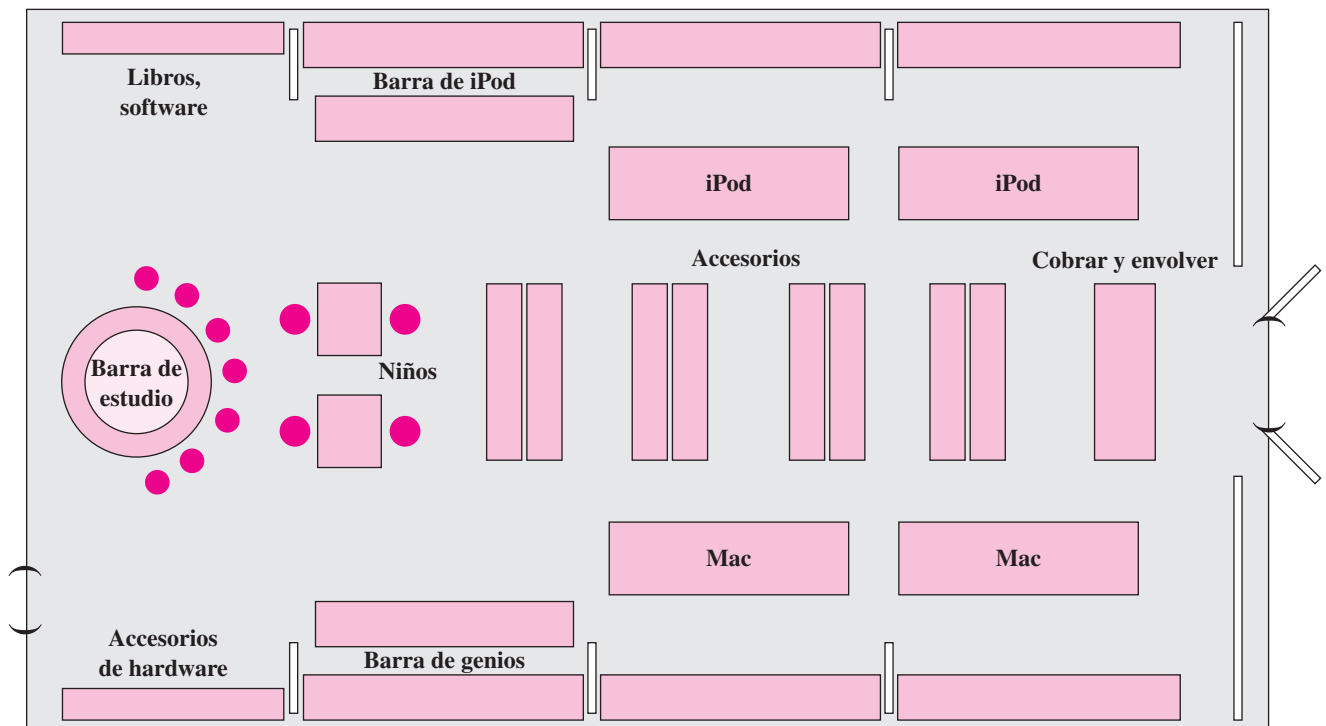 Libros,
software
Barra de iPod
iPod
iPod
Accesorios
Cobrar y envolver
Barra de
estudio
Niños
Mac
Mac
Accesorios
de hardware
Barra de genios